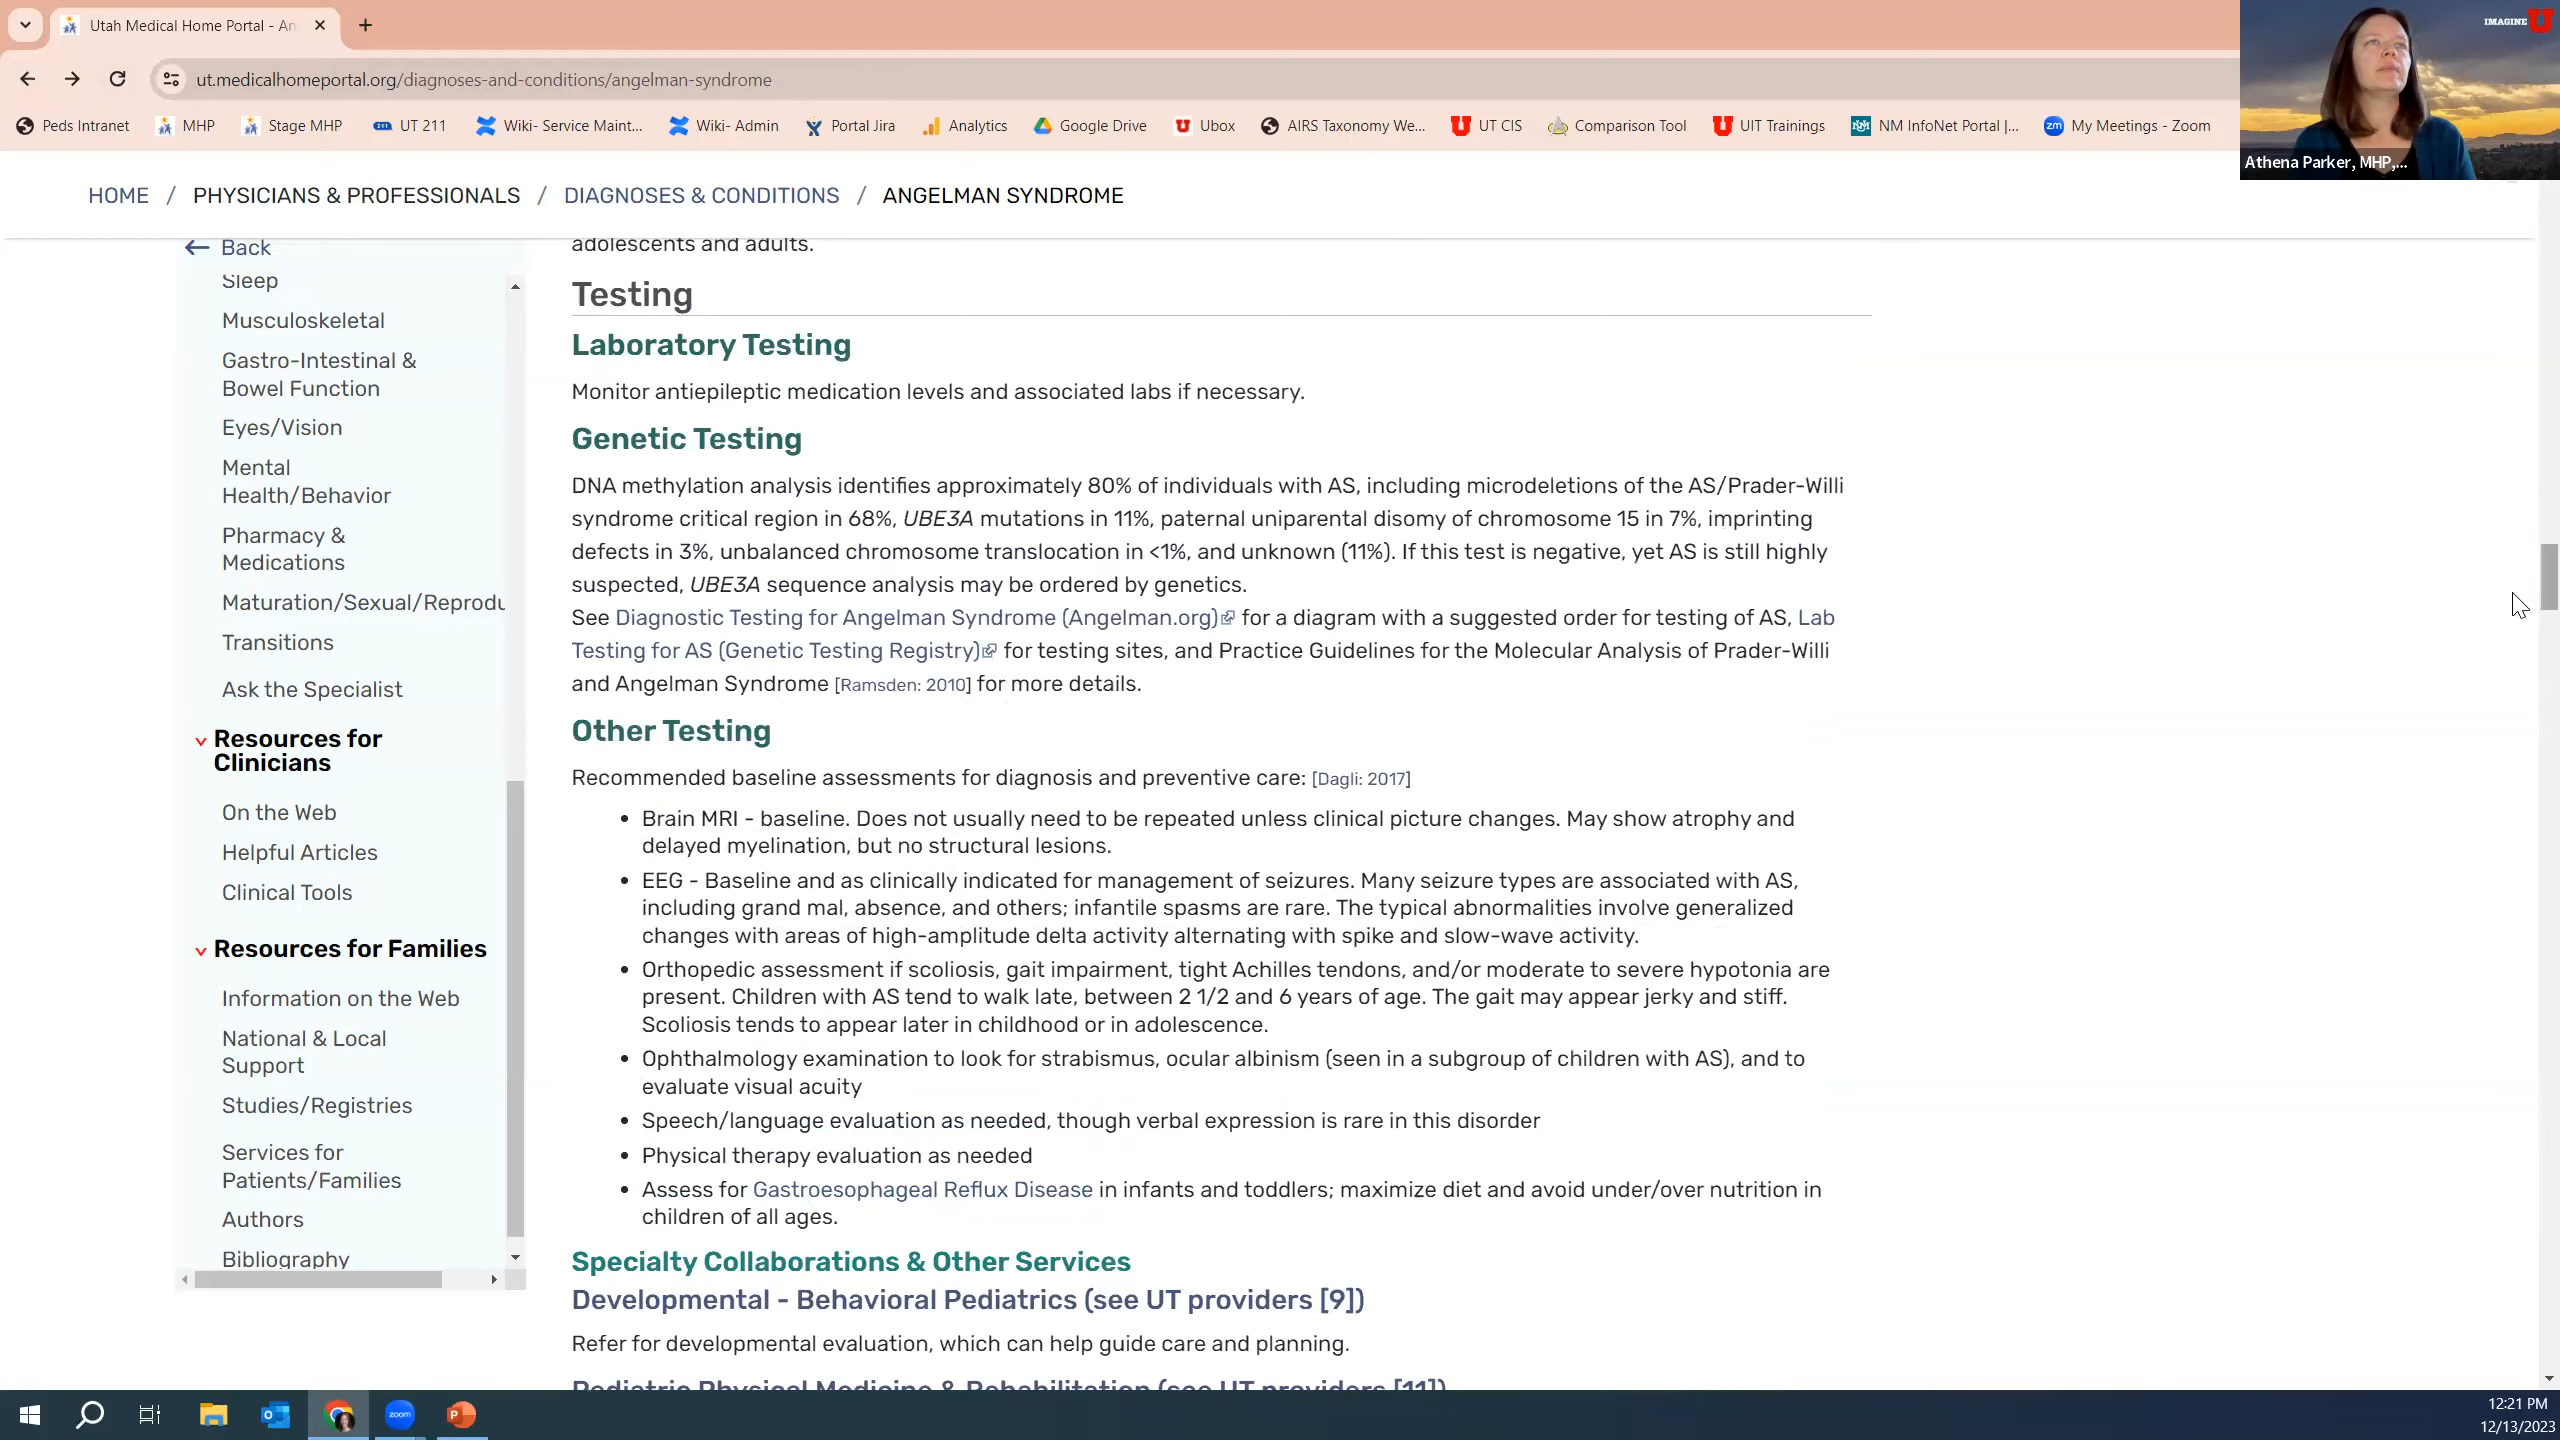 Utah Medical Home Portal - An
ut.medicalhomeportal.org/diagnoses-and-conditions/angelman-syndrome
Peds Intranet MHP Stage MHP UT 211 Wiki- Service Maint... Wiki- Admin Portal Jira Analytics Google Drive Ubox AIRS Taxonomy We... UT CIS Comparison Tool UIT Trainings NM InfoNet Portal |... My Meetings - Zoom
IMAGINE U
Athena Parker, MHP,...
HOME / PHYSICIANS & PROFESSIONALS / DIAGNOSES & CONDITIONS / ANGELMAN SYNDROME
Back
Sleep
Musculoskeletal
Gastro-Intestinal &
Bowel Function
Eyes/Vision
Mental
Health/Behavior
Pharmacy &
Medications
Maturation/Sexual/Reprodu
Transitions
Ask the Specialist
Resources for
Clinicians
On the Web
Helpful Articles
Clinical Tools
Resources for Families
Information on the Web
National & Local
Support
Studies/Registries
Services for
Patients/Families
Authors
Bibliography
adolescents and adults.
Testing
Laboratory Testing
Monitor antiepileptic medication levels and associated labs if necessary.
Genetic Testing
DNA methylation analysis identifies approximately 80% of individuals with AS, including microdeletions of the AS/Prader-Willi
syndrome critical region in 68%, UBE3A mutations in 11%, paternal uniparental disomy of chromosome 15 in 7%, imprinting
defects in 3%, unbalanced chromosome translocation in <1%, and unknown (11%). If this test is negative, yet AS is still highly
suspected, UBE3A sequence analysis may be ordered by genetics.
See Diagnostic Testing for Angelman Syndrome (Angelman.org) for a diagram with a suggested order for testing of AS, Lab
Testing for AS (Genetic Testing Registry) for testing sites, and Practice Guidelines for the Molecular Analysis of Prader-Willi
and Angelman Syndrome [Ramsden: 2010] for more details.
Other Testing
Recommended baseline assessments for diagnosis and preventive care: [Dagli: 2017]
• Brain MRI - baseline. Does not usually need to be repeated unless clinical picture changes. May show atrophy and
delayed myelination, but no structural lesions.
• EEG - Baseline and as clinically indicated for management of seizures. Many seizure types are associated with AS,
including grand mal, absence, and others; infantile spasms are rare. The typical abnormalities involve generalized
changes with areas of high-amplitude delta activity alternating with spike and slow-wave activity.
• Orthopedic assessment if scoliosis, gait impairment, tight Achilles tendons, and/or moderate to severe hypotonia are
present. Children with AS tend to walk late, between 2 1/2 and 6 years of age. The gait may appear jerky and stiff.
Scoliosis tends to appear later in childhood or in adolescence.
• Ophthalmology examination to look for strabismus, ocular albinism (seen in a subgroup of children with AS), and to
evaluate visual acuity
• Speech/language evaluation as needed, though verbal expression is rare in this disorder
• Physical therapy evaluation as needed
• Assess for Gastroesophageal Reflux Disease in infants and toddlers; maximize diet and avoid under/over nutrition in
children of all ages.
Specialty Collaborations & Other Services
Developmental - Behavioral Pediatrics (see UT providers [9])
Refer for developmental evaluation, which can help guide care and planning.
Pediatric Physical Medicine & Rehabilitation (see UT providers [11])
zoom
12:21 PM
12/13/2023